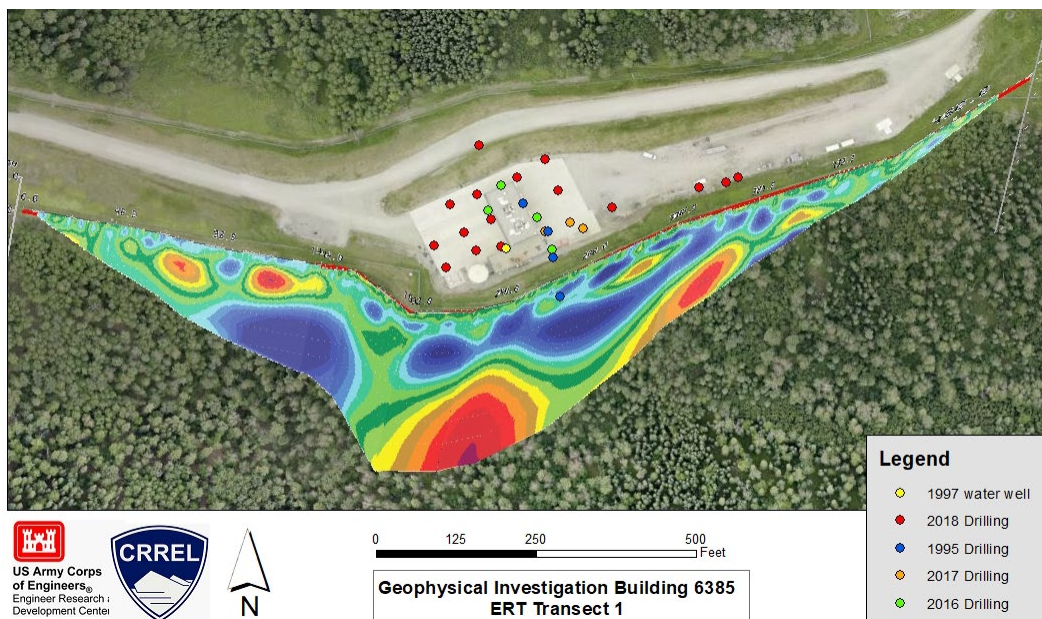 Legend
1997 water well
2018 Drilling
1995 Drilling
2017 Drilling
2016 Drilling
US Army Corps
of Engineers®
Engineer Research
Development Center
CRREL
N
0 125 250 500
Feet
Geophysical Investigation Building 6385
ERT Transect 1